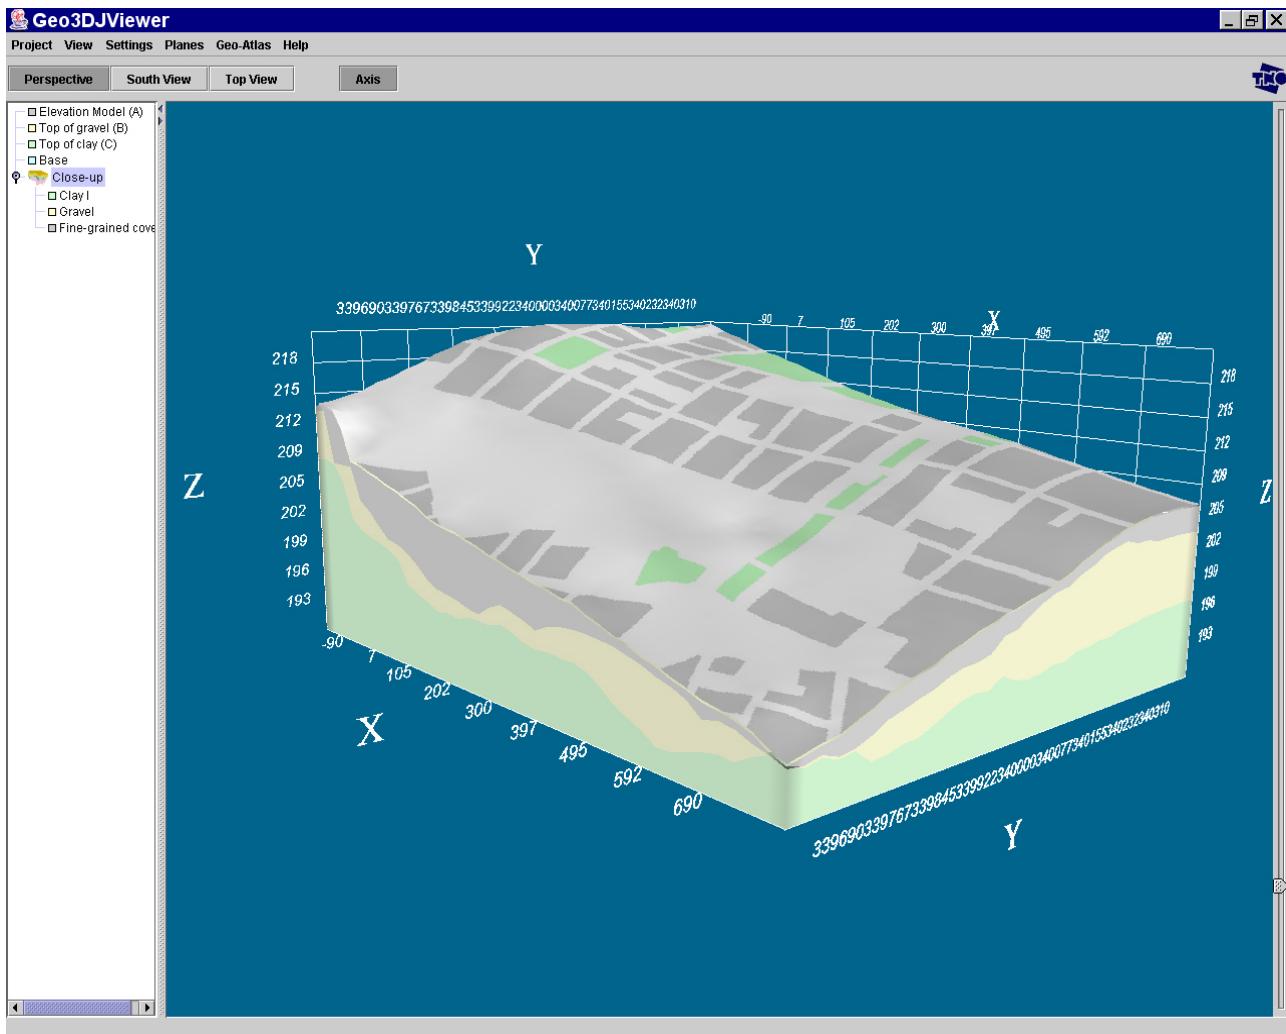 Geo3DJViewer
Project View Settings Planes Geo-Atlas Help
Perspective South View Top View Axis
TNO
Elevation Model (A)
Top of gravel (B)
Top of clay (C)
Base
Close-up
Clay I
Gravel
Fine-grained cove
Y
339690339767339845339922340000340077340155340232340310
X
-90 7 105 202 300 397 495 592 690
218
215
212
209
205
202
199
196
193
Z
218
215
212
209
205
202
199
196
193
Z
-90
7
105
202
300
397
495
592
690
X
339690339767339845339922340000340077340155340232340310
Y